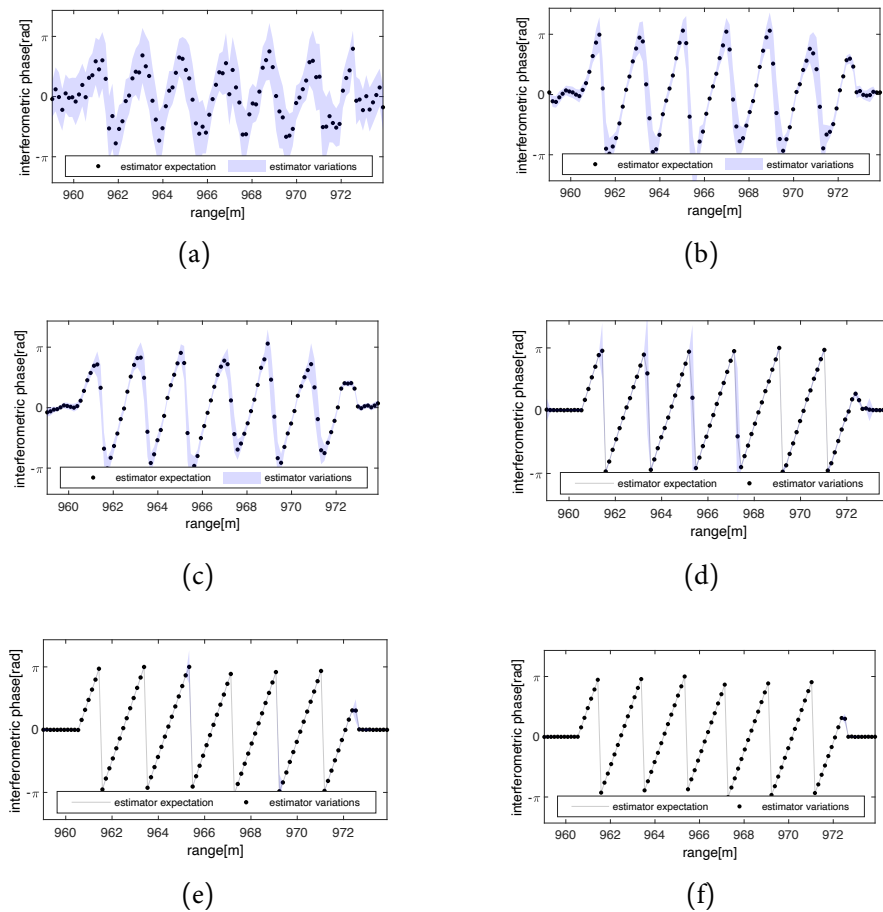 interferometric phase[rad]
π
0
-π
estimator expectation
estimator variations
960 962 964 966 968 970 972
range[m]
(a)
interferometric phase[rad]
π
0
-π
estimator expectation
estimator variations
960 962 964 966 968 970 972
range[m]
(b)
interferometric phase[rad]
π
0
-π
estimator expectation
estimator variations
960 962 964 966 968 970 972
range[m]
(c)
interferometric phase[rad]
π
0
-π
estimator expectation
estimator variations
960 962 964 966 968 970 972
range[m]
(d)
interferometric phase[rad]
π
0
-π
estimator expectation
estimator variations
960 962 964 966 968 970 972
range[m]
(e)
interferometric phase[rad]
π
0
-π
estimator expectation
estimator variations
960 962 964 966 968 970 972
range[m]
(f)